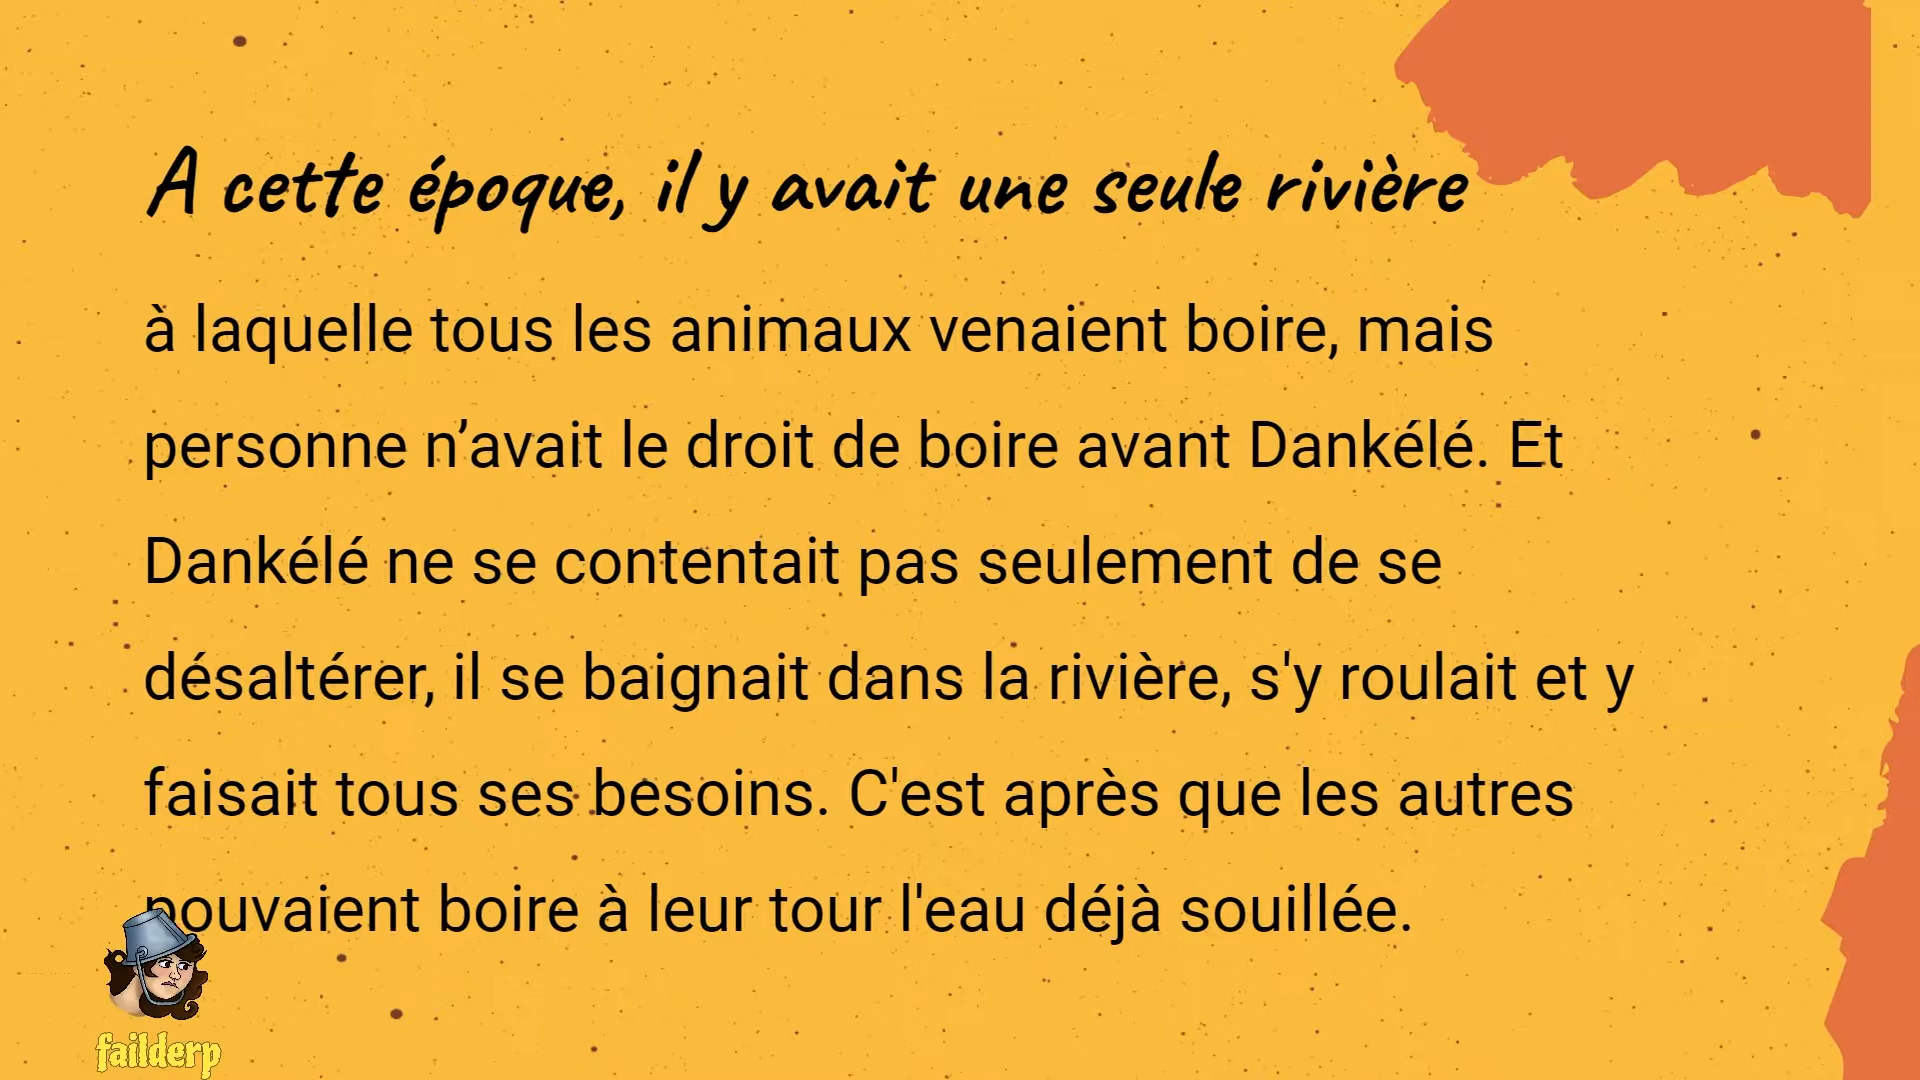 A cette époque, il y avait une seule rivière
à laquelle tous les animaux venaient boire, mais
personne n’avait le droit de boire avant Dankélé. Et
Dankélé ne se contentait pas seulement de se
désaltérer, il se baignait dans la rivière, s'y roulait et y
faisait tous ses besoins. C'est après que les autres
pouvaient boire à leur tour l'eau déjà souillée.
failderp